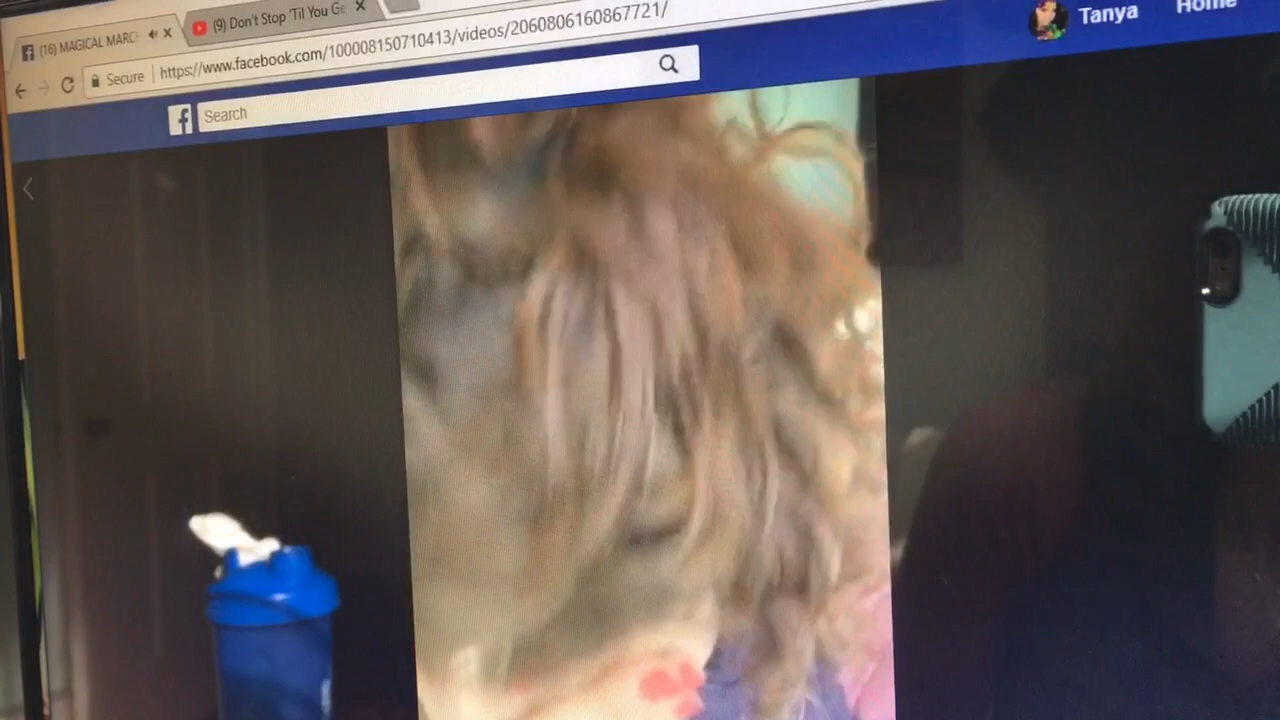 (16) MAGICAL MARC
(9) Don't Stop 'Til You Ge
Secure
https://www.facebook.com/100008150710413/videos/2060806160867721/
f Search
Tanya
Home